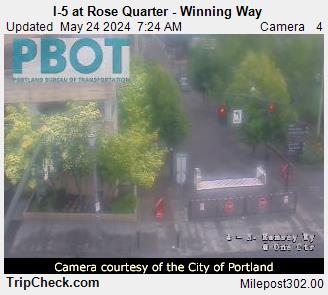 I-5 at Rose Quarter - Winning Way
Updated May 24 2024 7:24 AM Camera 4
PBOT
PORTLAND BUREAU OF TRANSPORTATION
Camera courtesy of the City of Portland
TripCheck.com Milepost302.00